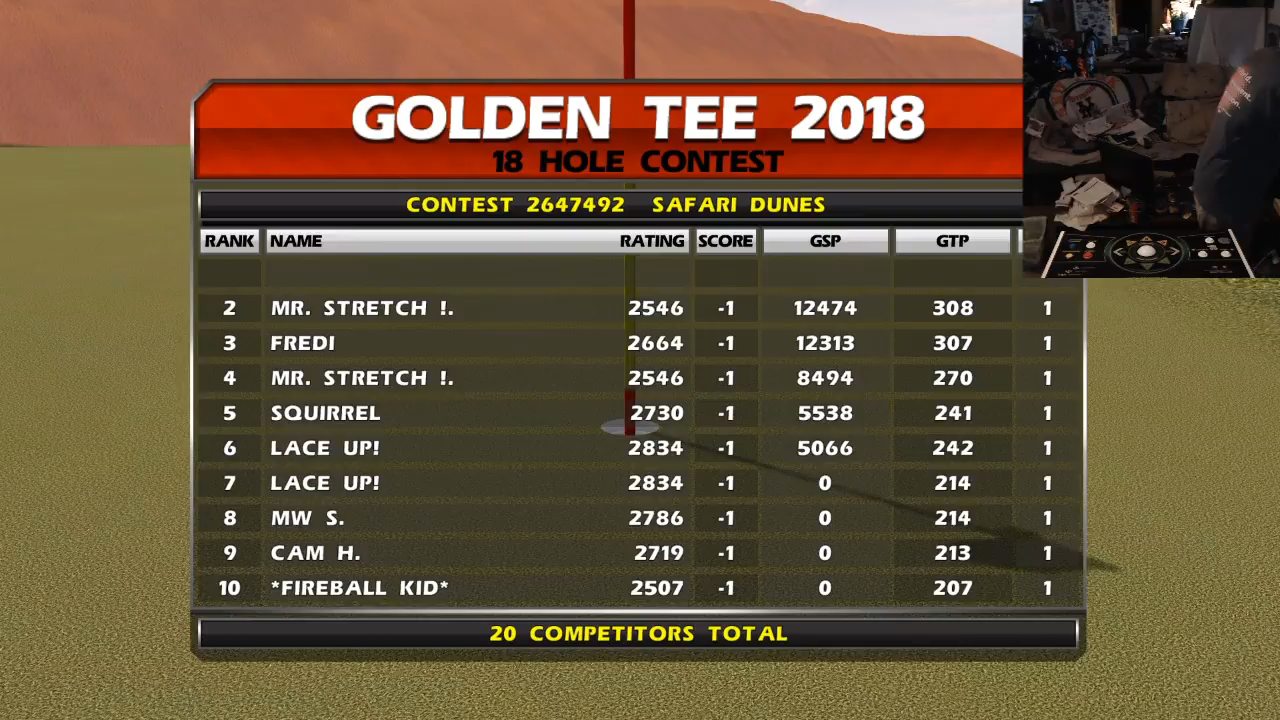 GOLDEN TEE 2018
18 HOLE CONTEST
CONTEST 2647492 SAFARI DUNES
RANK NAME RATING SCORE GSP GTP
2 MR. STRETCH !. 2546 -1 12474 308 1
3 FREDI 2664 -1 12313 307 1
4 MR. STRETCH !. 2546 -1 8494 270 1
5 SQUIRREL 2730 -1 5538 241 1
6 LACE UP! 2834 -1 5066 242 1
7 LACE UP! 2834 -1 0 214 1
8 MW S. 2786 -1 0 214 1
9 CAM H. 2719 -1 0 213 1
10 *FIREBALL KID* 2507 -1 0 207 1
20 COMPETITORS TOTAL